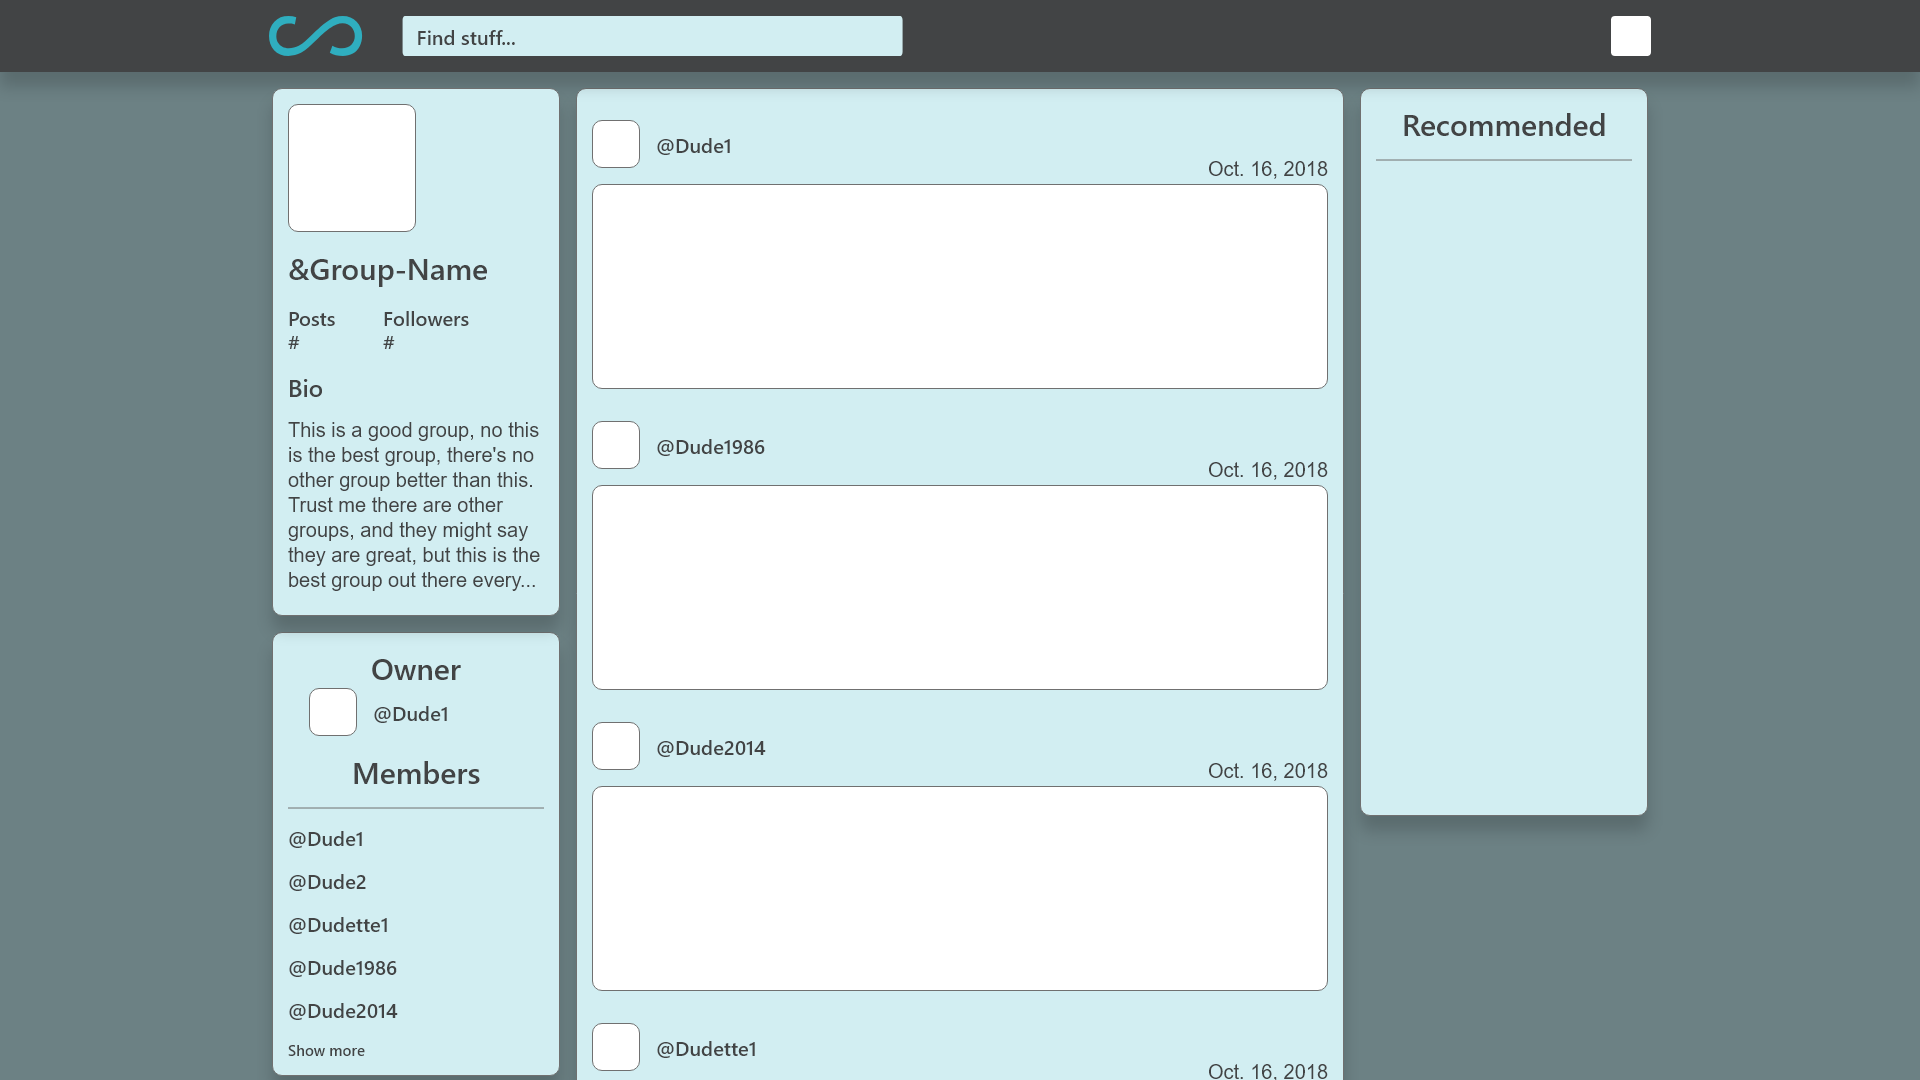 Find stuff...
&Group-Name
Posts
Followers
#
#
Bio
This is a good group, no this
is the best group, there's no
other group better than this.
Trust me there are other
groups, and they might say
they are great, but this is the
best group out there every...
Owner
@Dude1
Members
@Dude1
@Dude2
@Dudette1
@Dude1986
@Dude2014
Show more
@Dude1
Oct. 16, 2018
@Dude1986
Oct. 16, 2018
@Dude2014
Oct. 16, 2018
@Dudette1
Oct. 16, 2018
Recommended